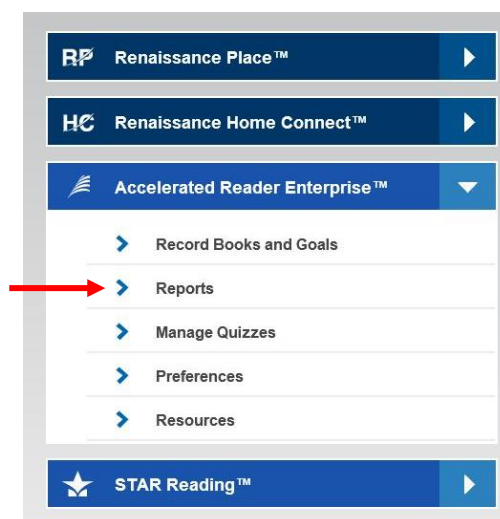 RP Renaissance Place™
HC Renaissance Home Connect™
Accelerated Reader Enterprise™
Record Books and Goals
Reports
Manage Quizzes
Preferences
Resources
STAR Reading™